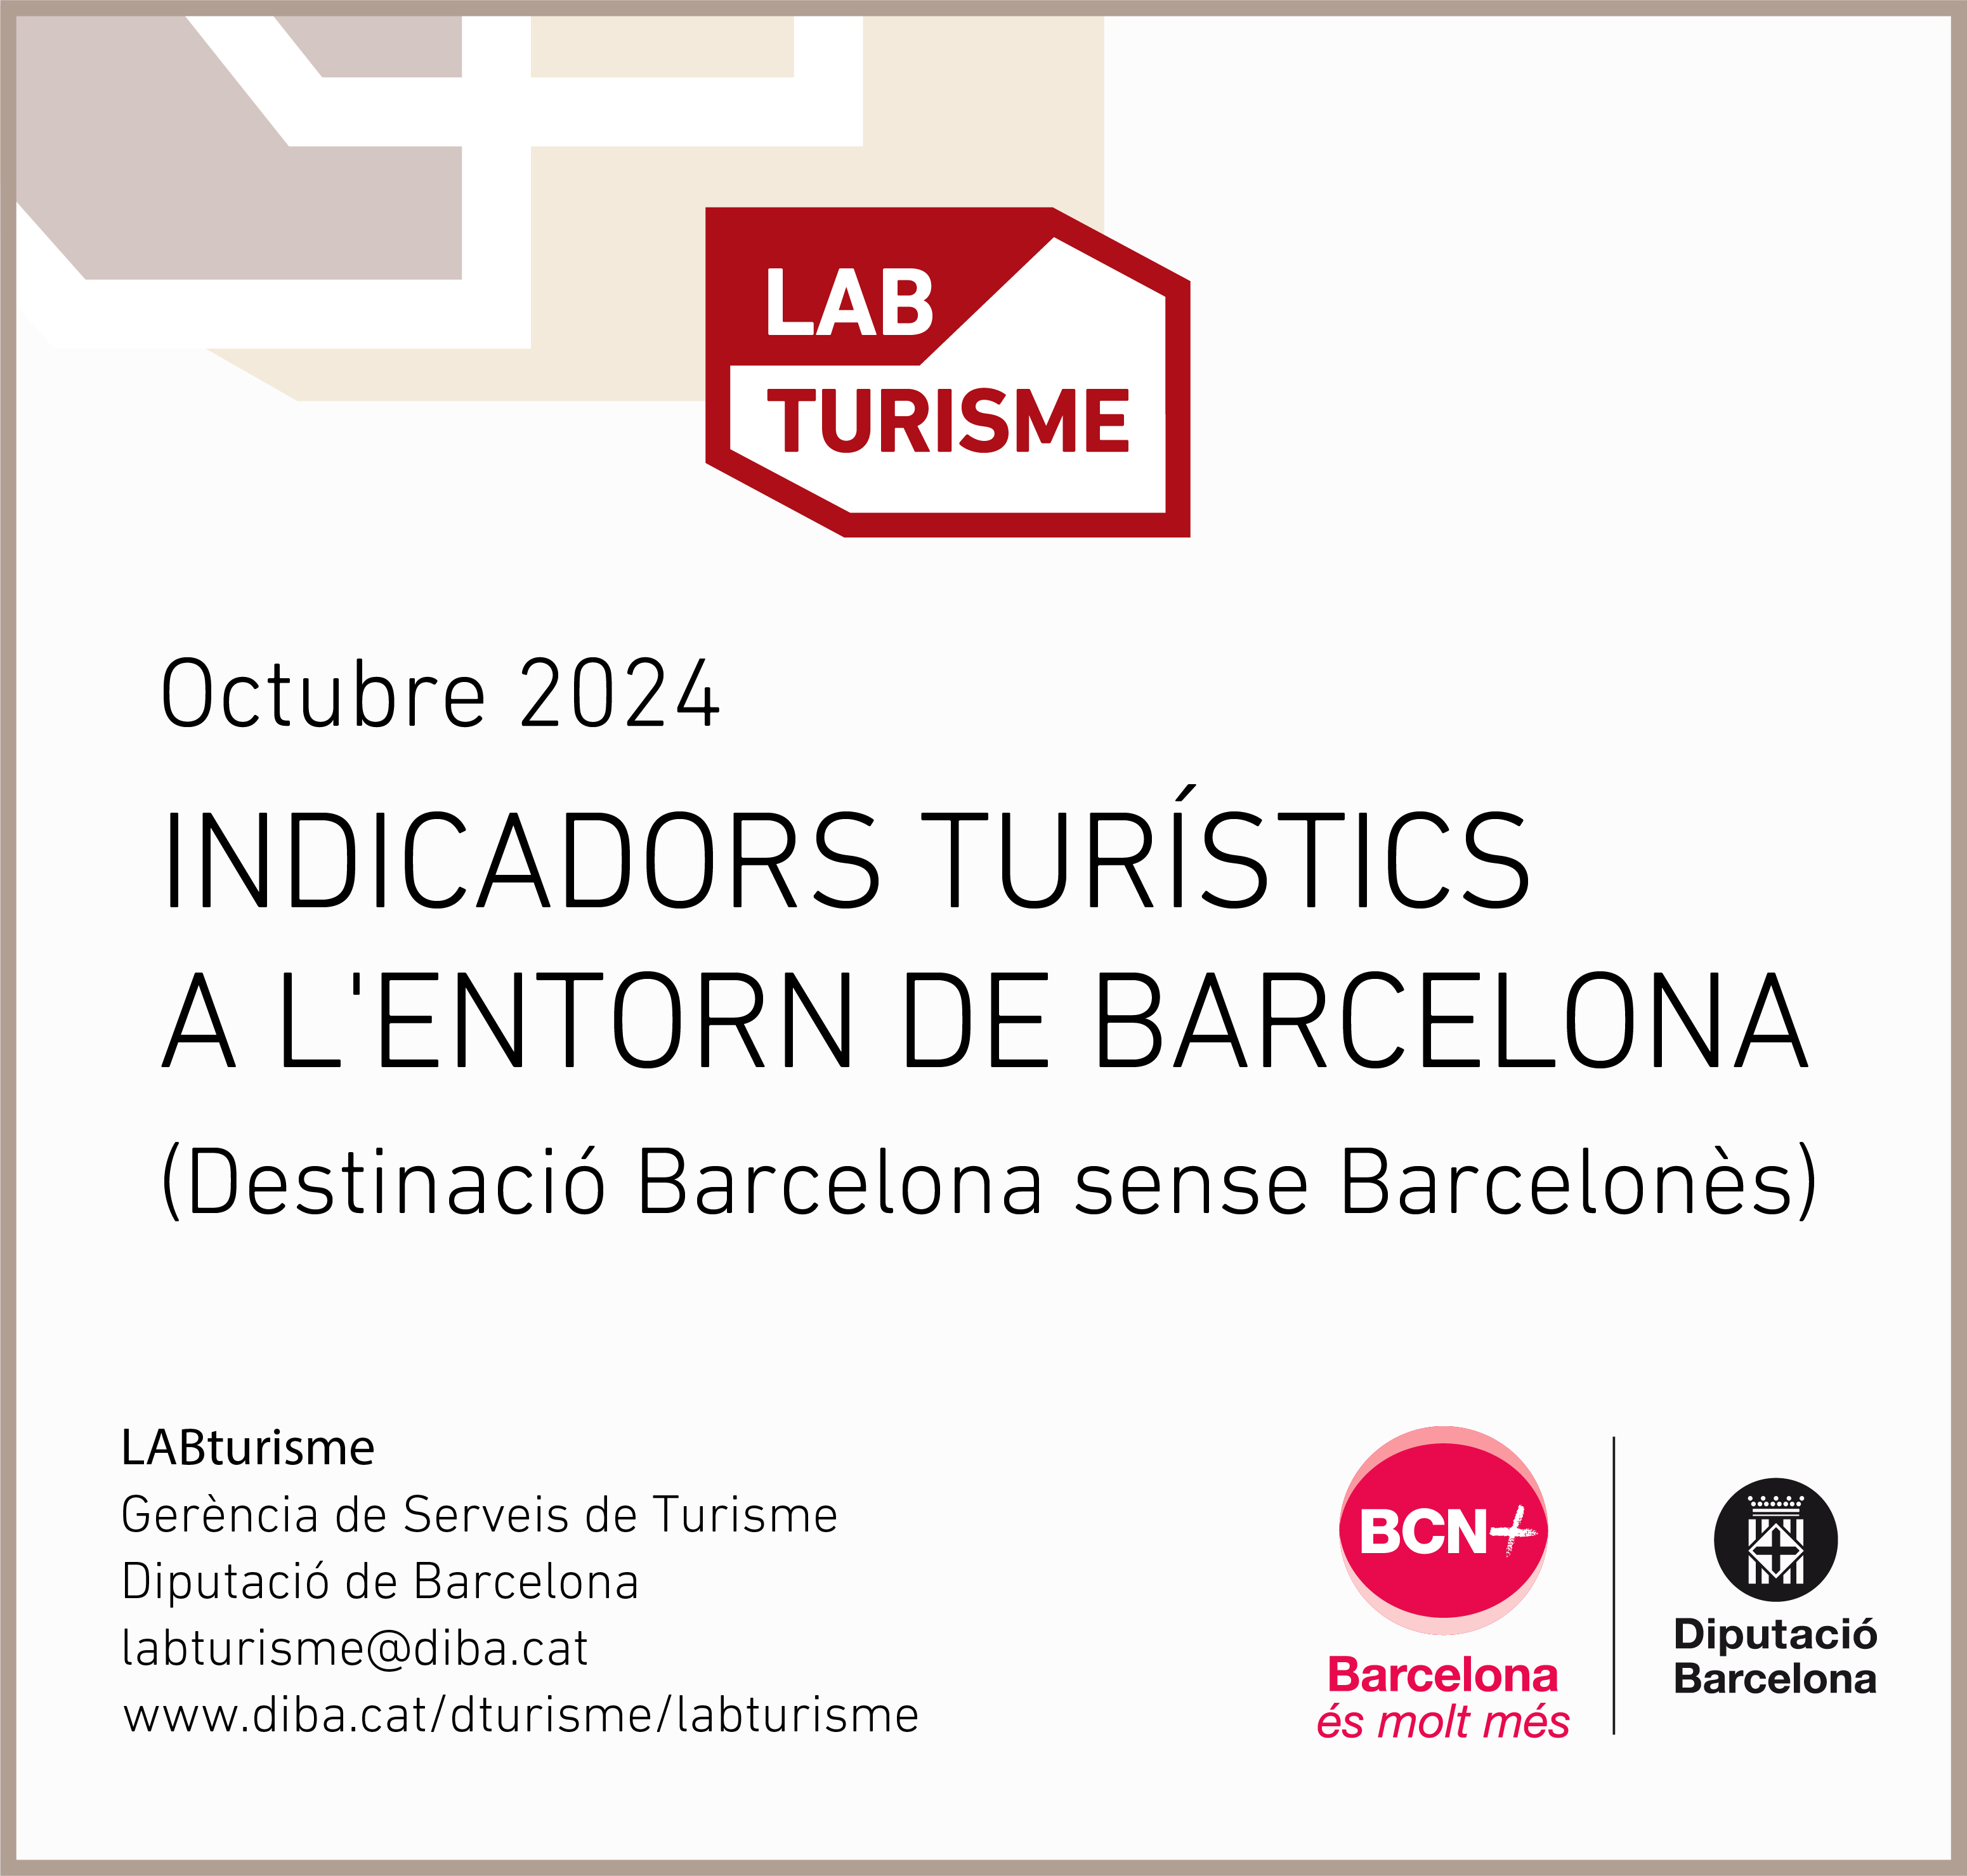 LAB
TURISME
Octubre 2024
INDICADORS TURÍSTICS
A L'ENTORN DE BARCELONA
(Destinació Barcelona sense Barcelonès)
LABturisme
Gerència de Serveis de Turisme
Diputació de Barcelona
labturisme@diba.cat
www.diba.cat/dturisme/labturisme
BCN+
Barcelona
és molt més
Diputació
Barcelona